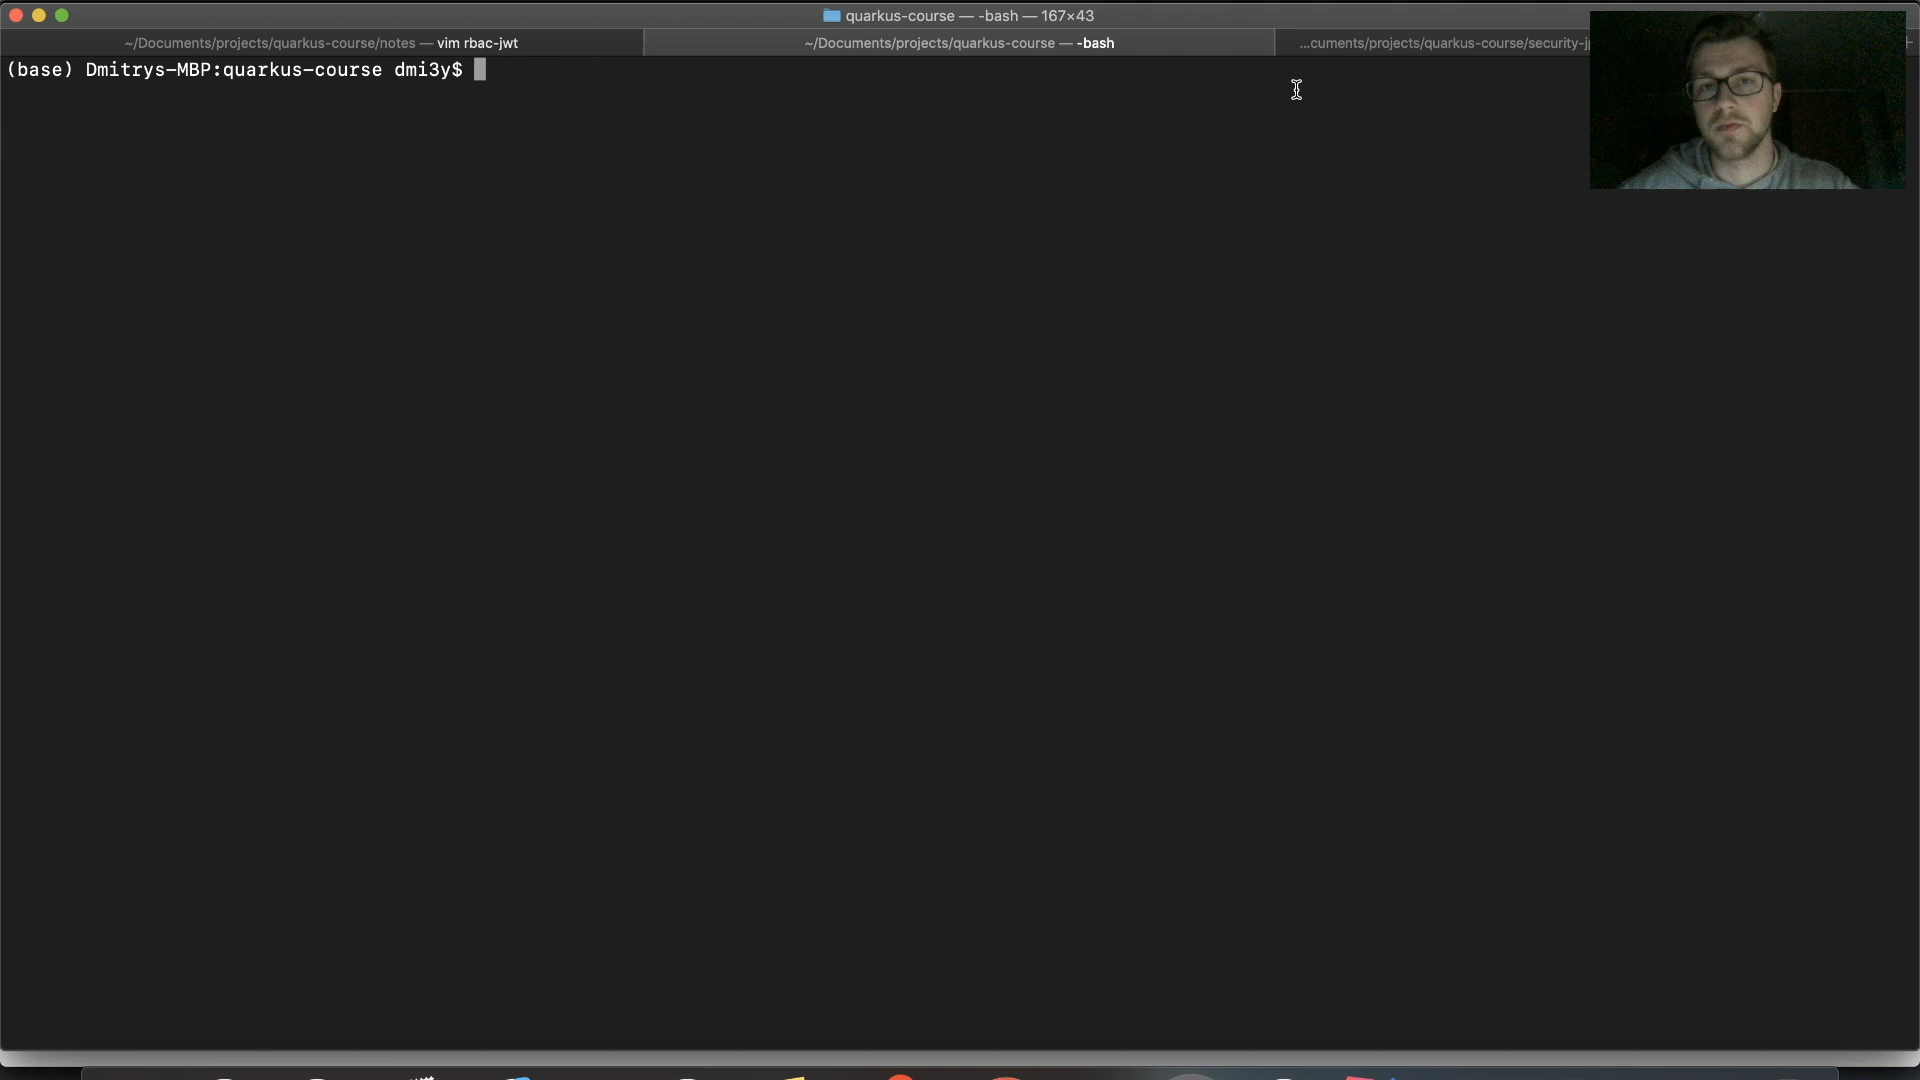 quarkus-course — -bash — 167×43
~/Documents/projects/quarkus-course/notes — vim rbac-jwt
~/Documents/projects/quarkus-course — -bash
...cuments/projects/quarkus-course/security-j
(base) Dmitrys-MBP:quarkus-course dmi3y$